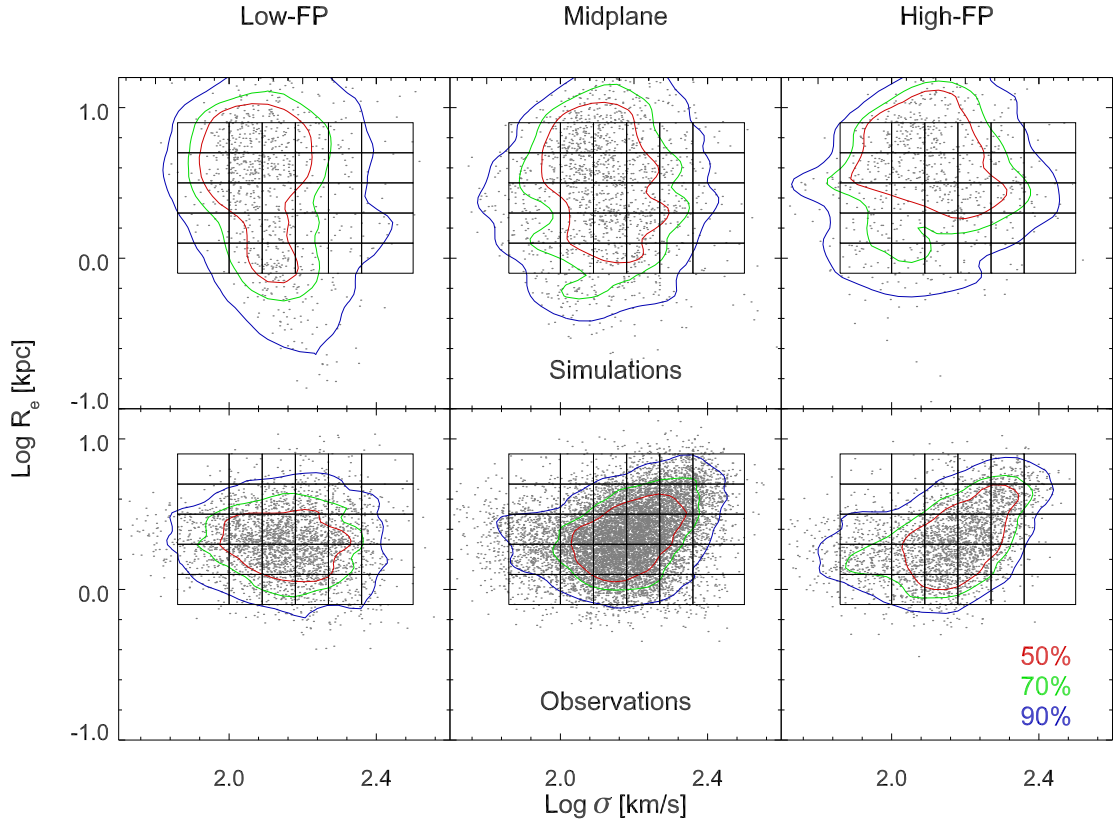 Low-FP Midplane High-FP
1.0
0.0
-1.0
Simulations
Log R_e [kpc]
1.0
0.0
-1.0
Observations
50%
70%
90%
2.0 2.4 2.0 2.4 2.0 2.4
Log σ [km/s]